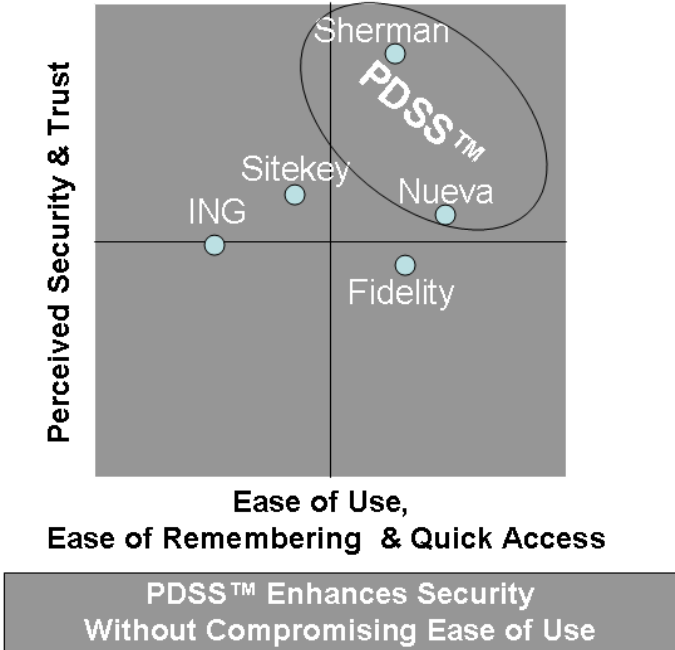 Perceived Security & Trust
Sherman
PDSS™
Sitekey
Nueva
ING
Fidelity
Ease of Use,
Ease of Remembering & Quick Access
PDSS™ Enhances Security
Without Compromising Ease of Use